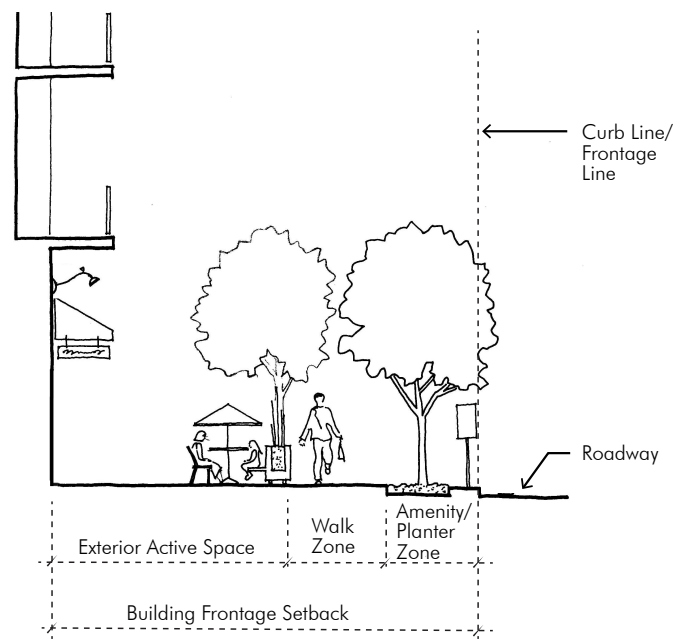 Curb Line/
Frontage
Line
Roadway
Exterior Active Space
Walk
Zone
Amenity/
Planter
Zone
Building Frontage Setback